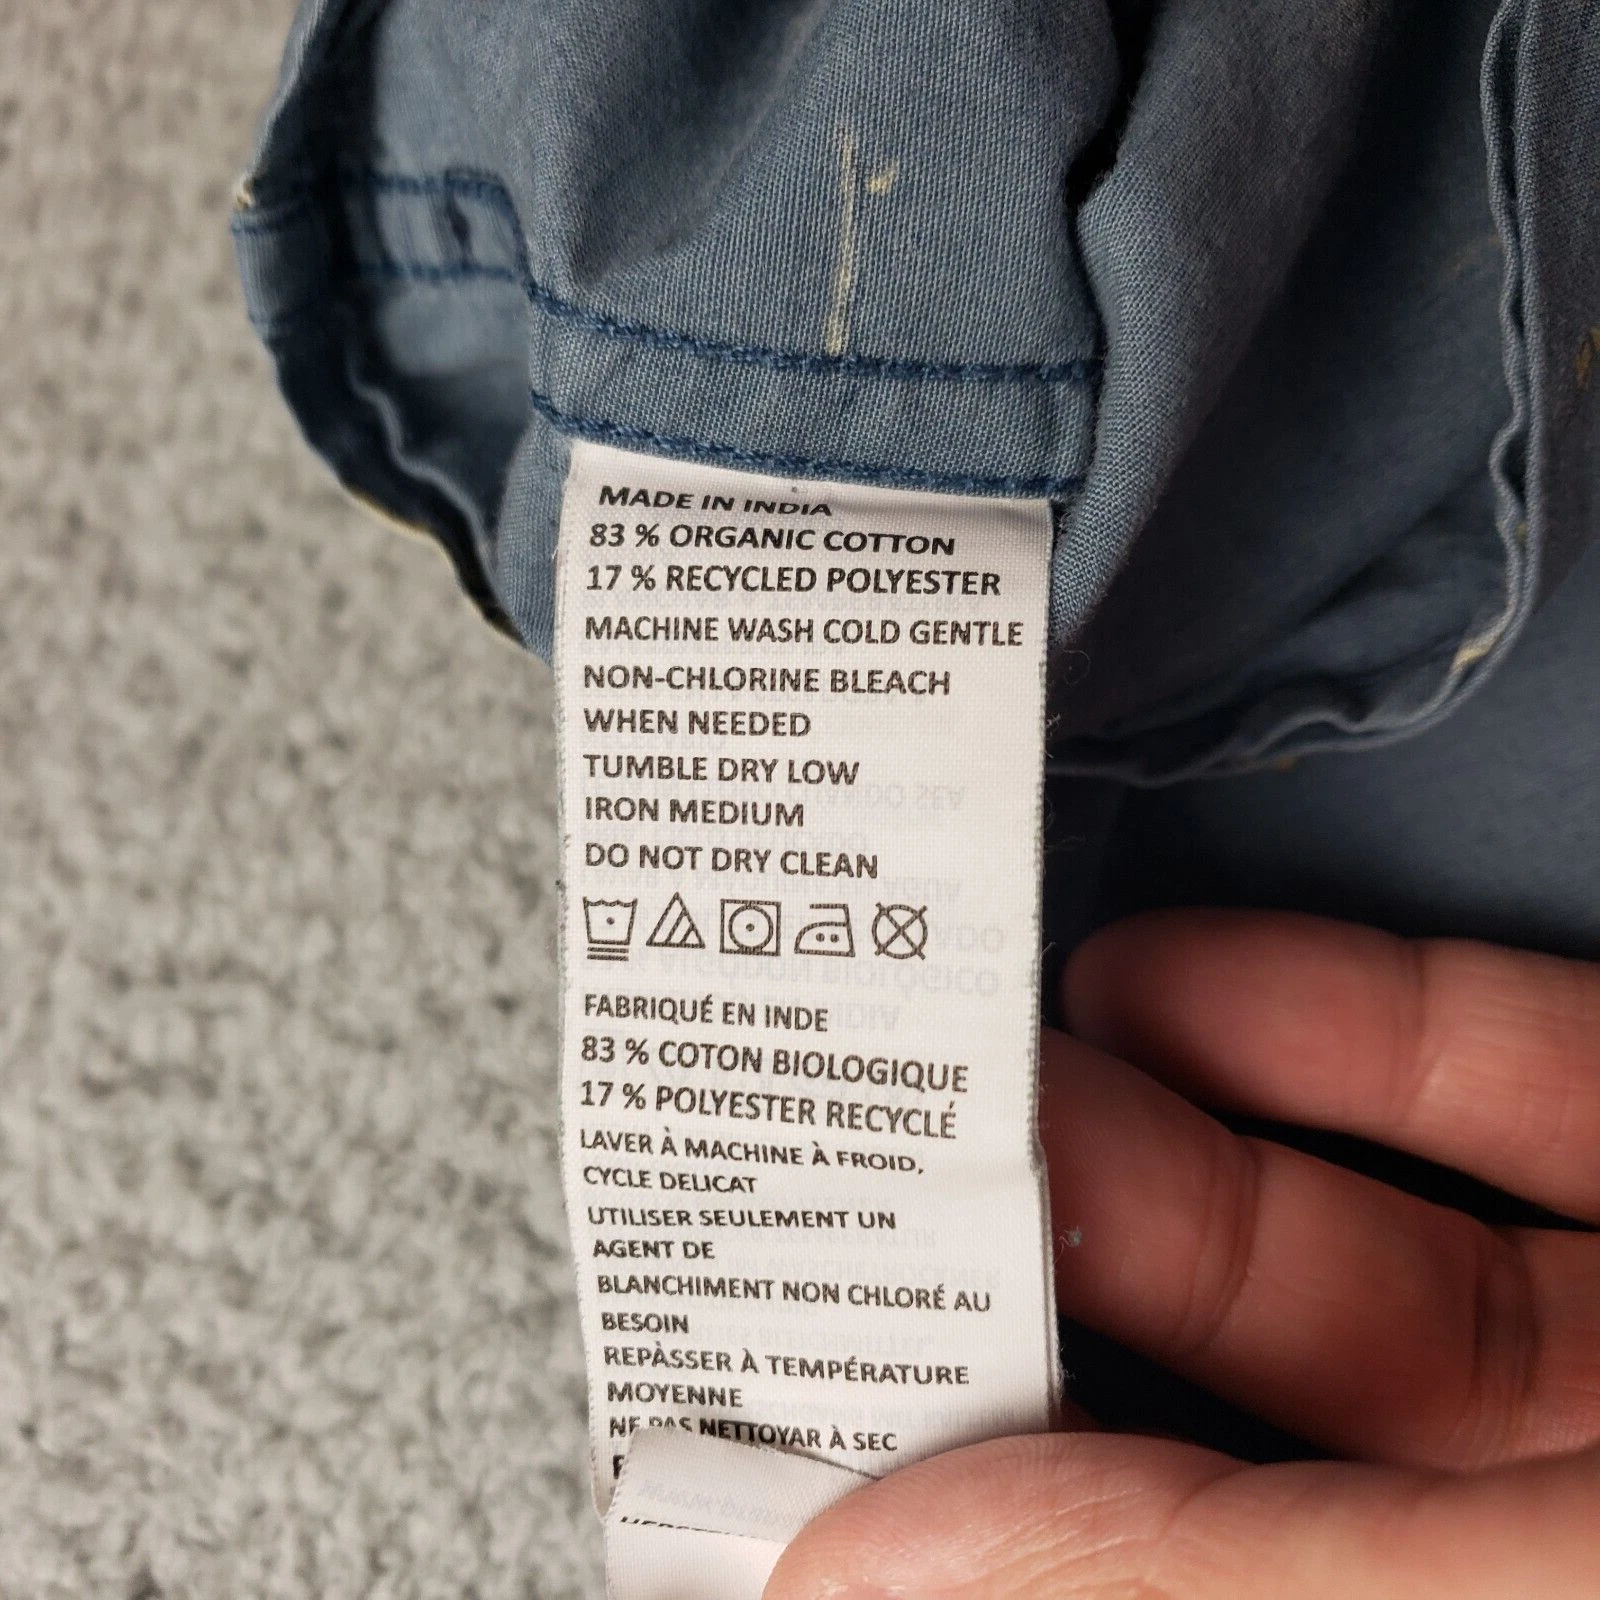 MADE IN INDIA
83 % ORGANIC COTTON
17 % RECYCLED POLYESTER
MACHINE WASH COLD GENTLE
NON-CHLORINE BLEACH
WHEN NEEDED
TUMBLE DRY LOW
IRON MEDIUM
DO NOT DRY CLEAN
FABRIQUÉ EN INDE
83 % COTON BIOLOGIQUE
17 % POLYESTER RECYCLÉ
LAVER À MACHINE À FROID,
CYCLE DELICAT
UTILISER SEULEMENT UN
AGENT DE
BLANCHIMENT NON CHLORÉ AU
BESOIN
REPÀSSER À TEMPÉRATURE
MOYENNE
NE PAS NETTOYAR À SEC